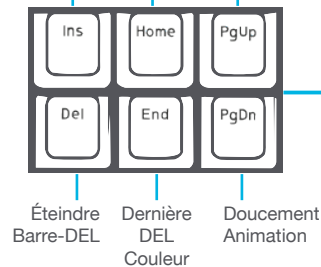 Ins Home PgUp
Del End PgDn
Éteindre Dernière Doucement
Barre-DEL DEL Animation
Couleur